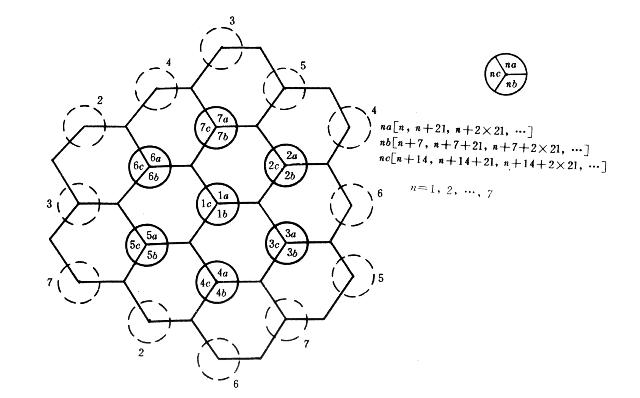 3
4
5
2
4
7a
7c
7b
6a
6c
6b
2a
2c
2b
3
1a
1c
1b
6
5a
5c
5b
3a
3c
3b
7
4a
4c
4b
5
2
7
6
na
nc
nb
na[n, n+21, n+2×21, …]
nb[n+7, n+7+21, n+7+2×21, …]
nc[n+14, n+14+21, n+14+2×21, …]
n=1, 2, …, 7